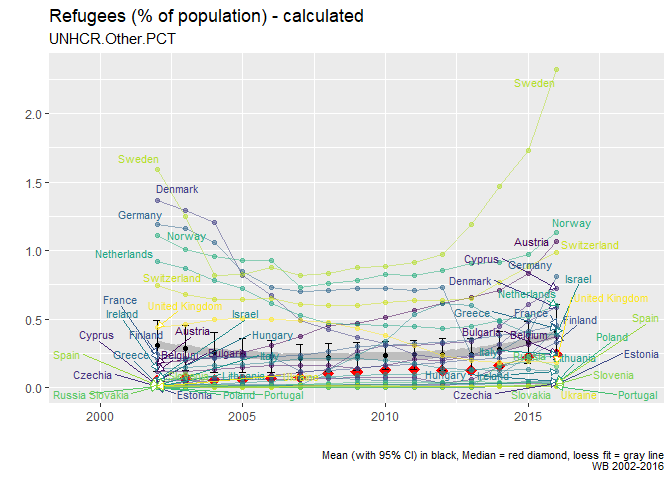 Refugees (% of population) - calculated
UNHCR.Other.PCT
Sweden
2.0
Sweden
1.5
Denmark
Germany
Norway
Norway
Austria
Switzerland
Netherlands
1.0
Cyprus
Germany
Switzerland
Denmark
Israel
France
United Kingdom
Netherlands
United Kingdom
Ireland
Israel
Greece
France
Finland
Spain
0.5
Cyprus
Finland
Austria
Hungary
Bulgaria
Belgium
Poland
Spain
Greece
Belgium
Bulgaria
Italy
Italy
Estonia
Lithuania
Czechia
Lithuania
Hungary
Ireland
Slovenia
0.0
Russia
Slovakia
Estonia
Poland
Portugal
Czechia
Slovakia
Ukraine
Portugal
2000
2005
2010
2015
Mean (with 95% CI) in black, Median = red diamond, loess fit = gray line
WB 2002-2016